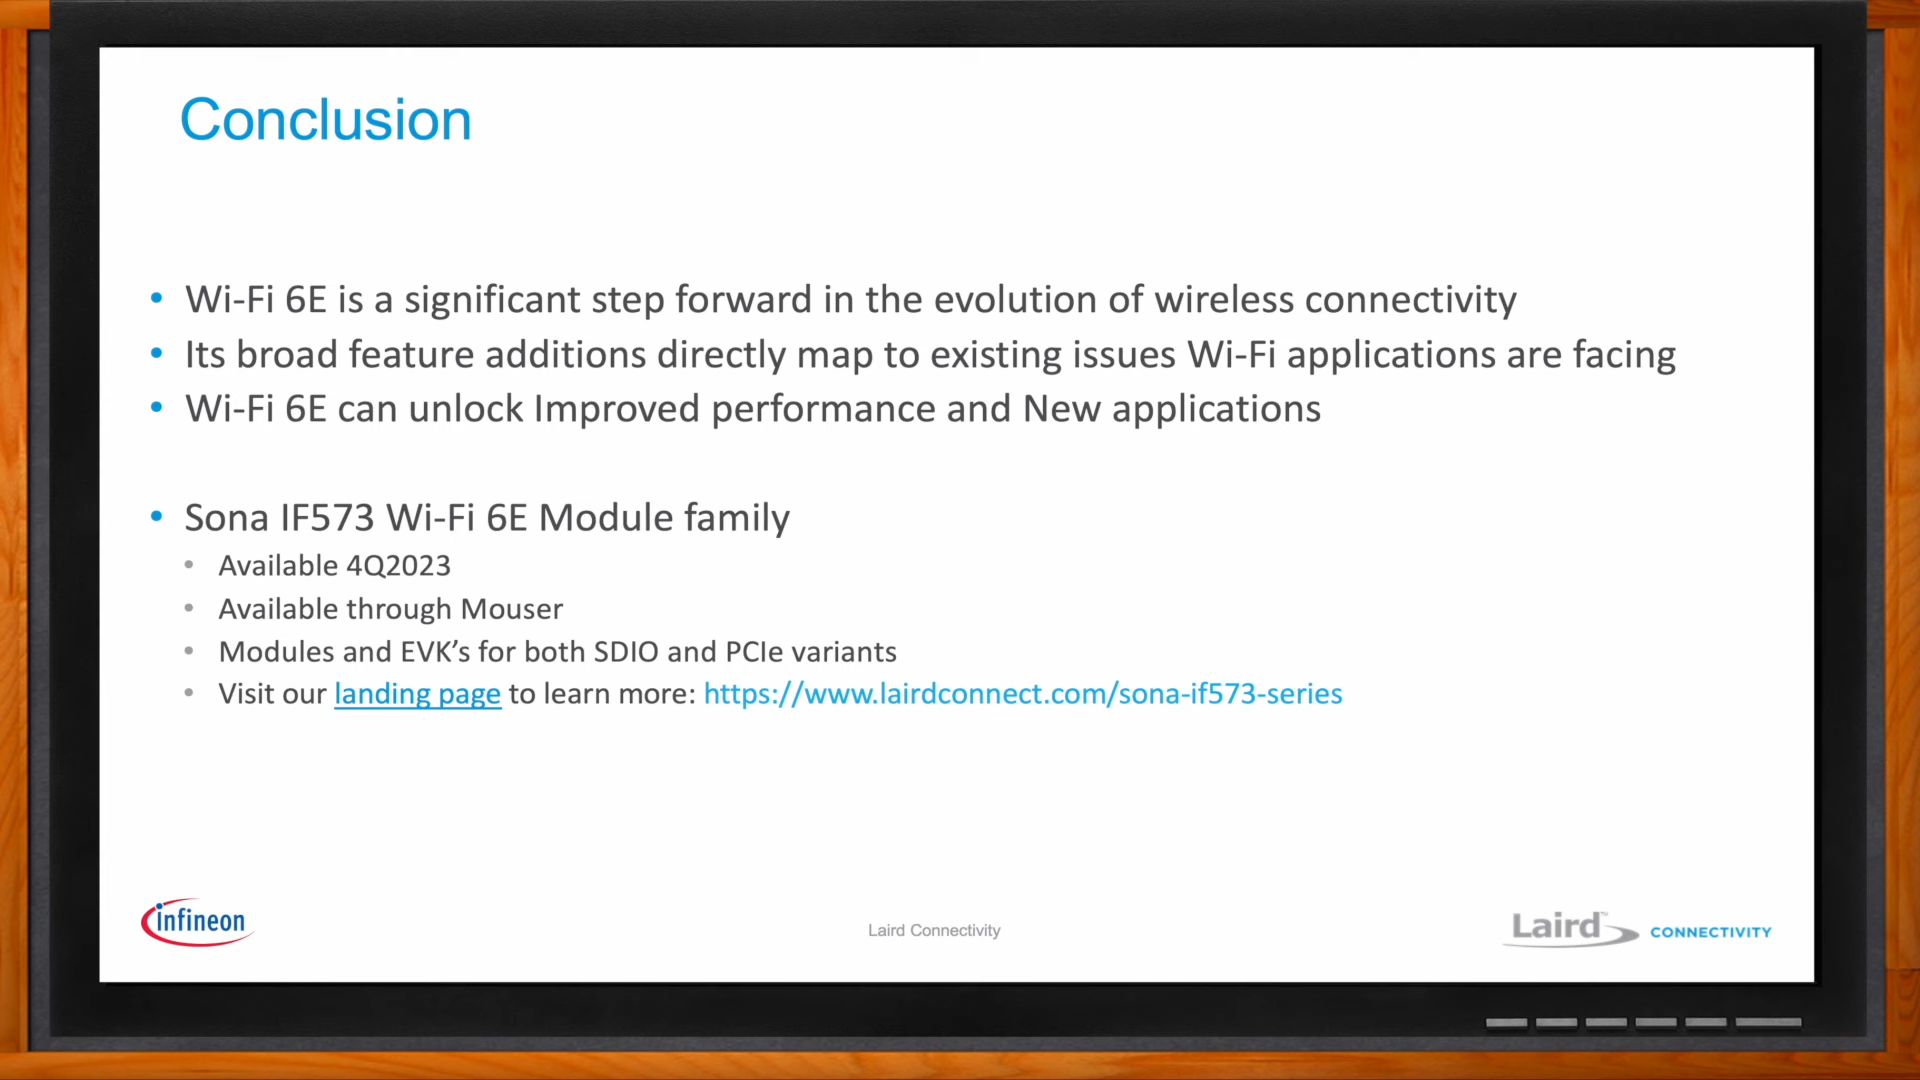 Conclusion
• Wi-Fi 6E is a significant step forward in the evolution of wireless connectivity
• Its broad feature additions directly map to existing issues Wi-Fi applications are facing
• Wi-Fi 6E can unlock Improved performance and New applications
• Sona IF573 Wi-Fi 6E Module family
• Available 4Q2023
• Available through Mouser
• Modules and EVK’s for both SDIO and PCIe variants
• Visit our landing page to learn more: https://www.lairdconnect.com/sona-if573-series
infineon
Laird Connectivity
Laird™ CONNECTIVITY